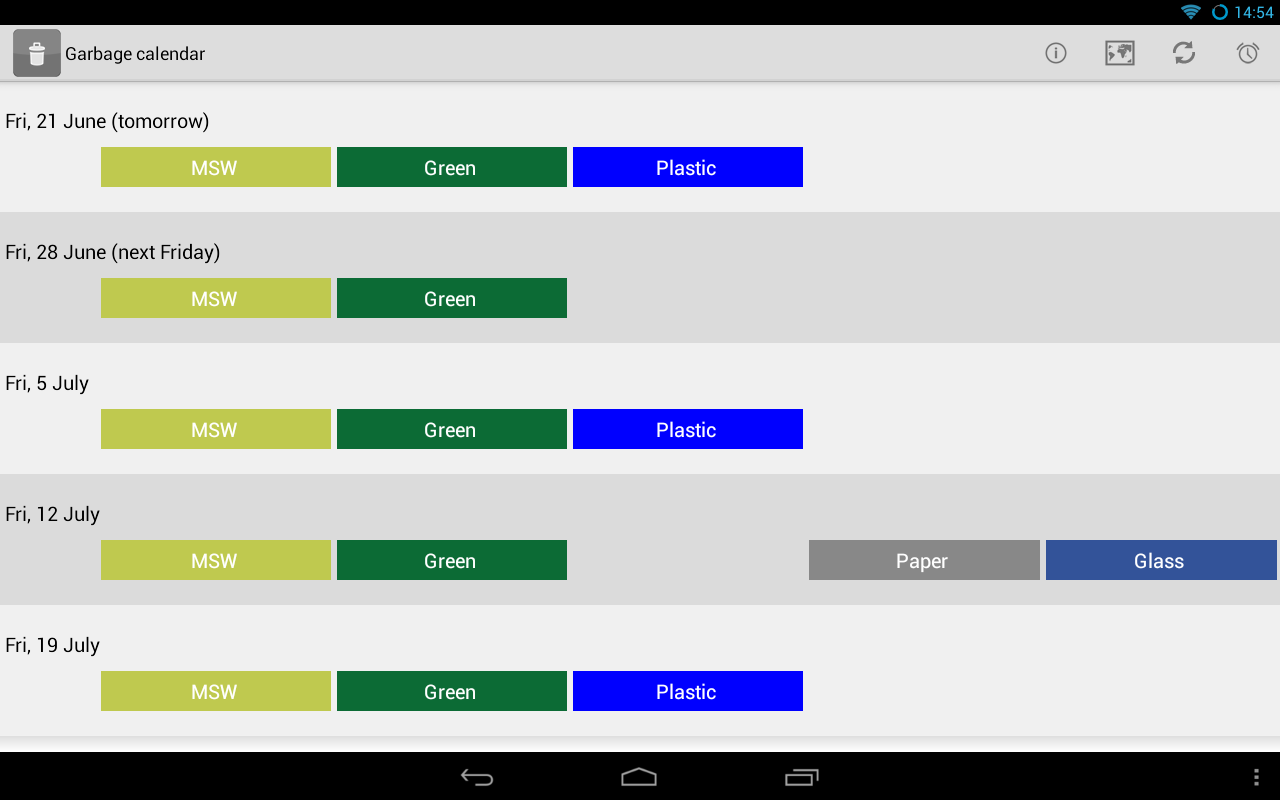 14:54
Garbage calendar
Fri, 21 June (tomorrow)
MSW Green Plastic
Fri, 28 June (next Friday)
MSW Green
Fri, 5 July
MSW Green Plastic
Fri, 12 July
MSW Green Paper Glass
Fri, 19 July
MSW Green Plastic